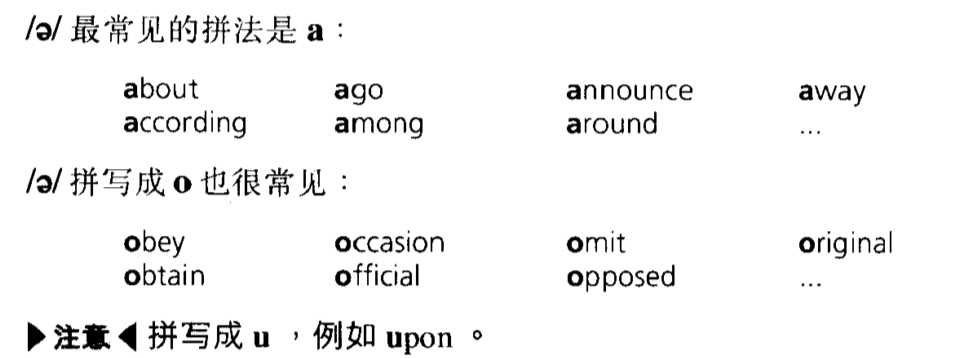 /ə/ 最常见的拼法是 a：
about ago announce away
according among around ...
/ə/ 拼写成 o 也很常见：
obey occasion omit original
obtain official opposed ...
▶注意◀ 拼写成 u ，例如 upon 。